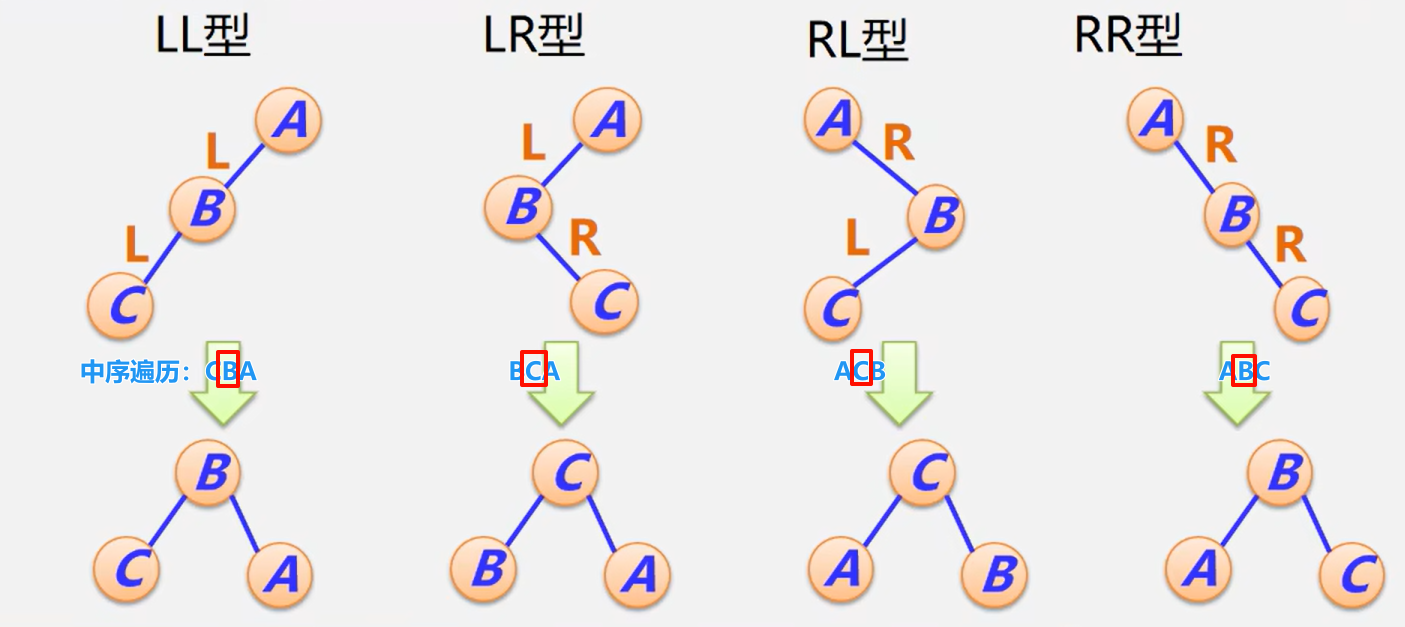 LL型 LR型 RL型 RR型
A A A A
L L R R
B B B B
L R L R
C C C C
中序遍历：CBA BCA ACB ABC
B C C B
C A B A A B A C